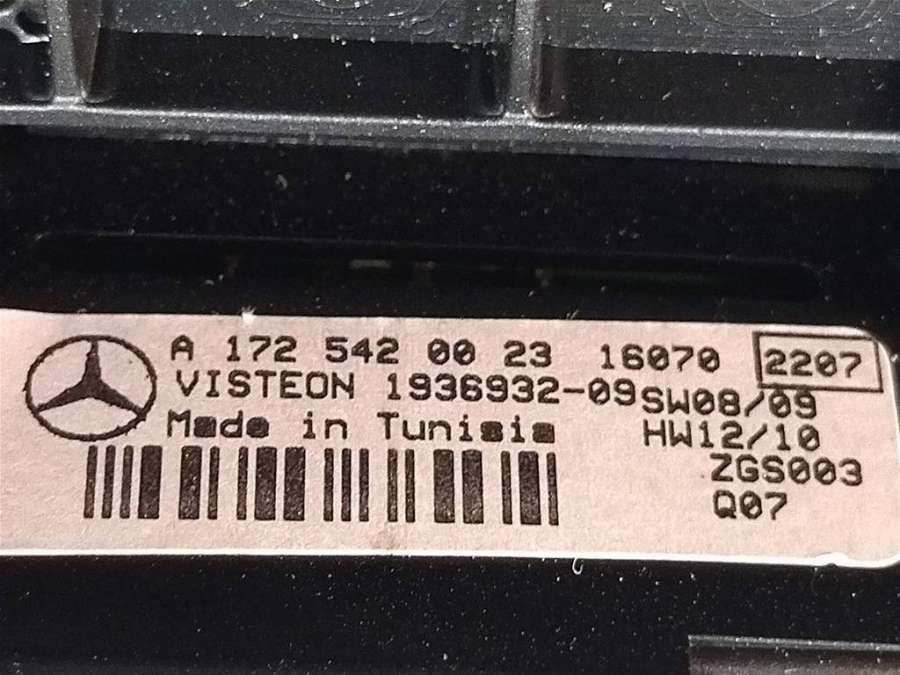 A 172 542 00 23 16070 2207
VISTEON 1936932-09 SW08/09
Made in Tunisia HW12/10
ZGS003
Q07